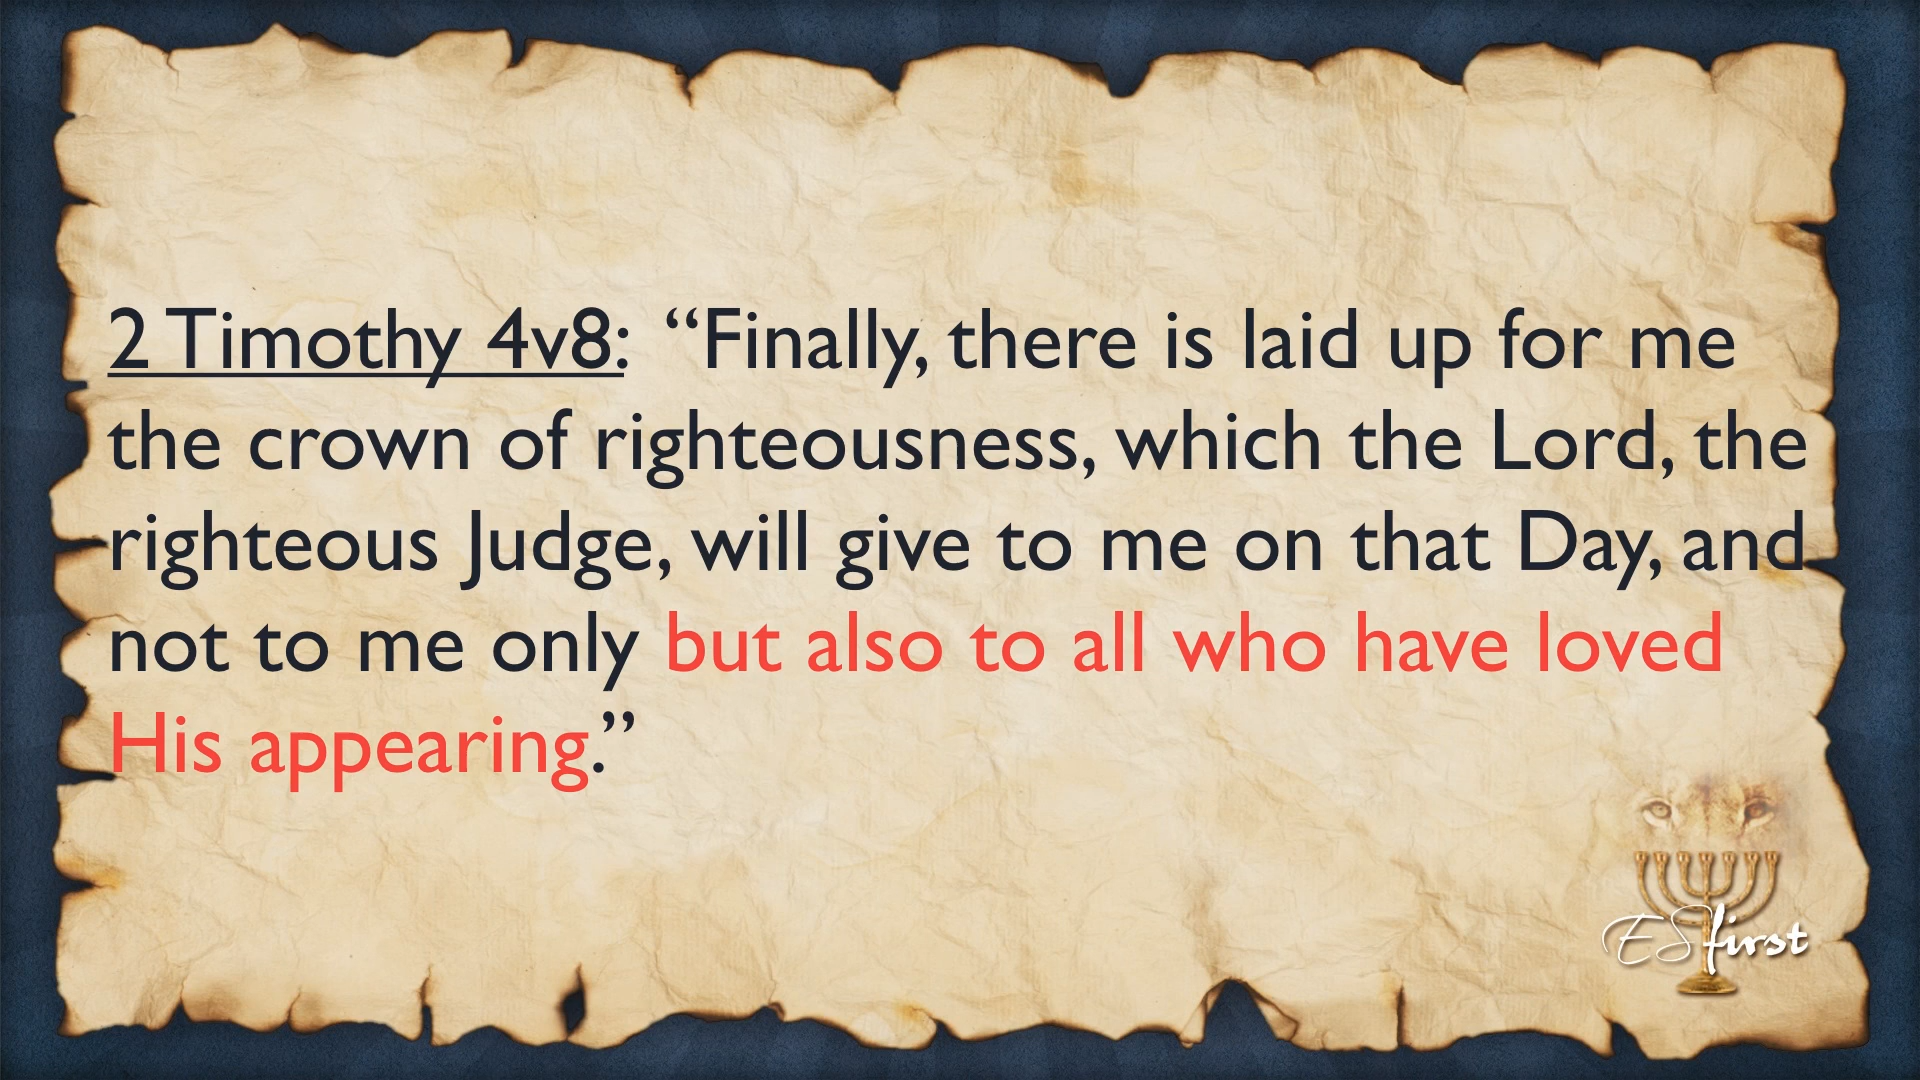 2 Timothy 4v8: “Finally, there is laid up for me
the crown of righteousness, which the Lord, the
righteous Judge, will give to me on that Day, and
not to me only but also to all who have loved
His appearing.”
ESfirst